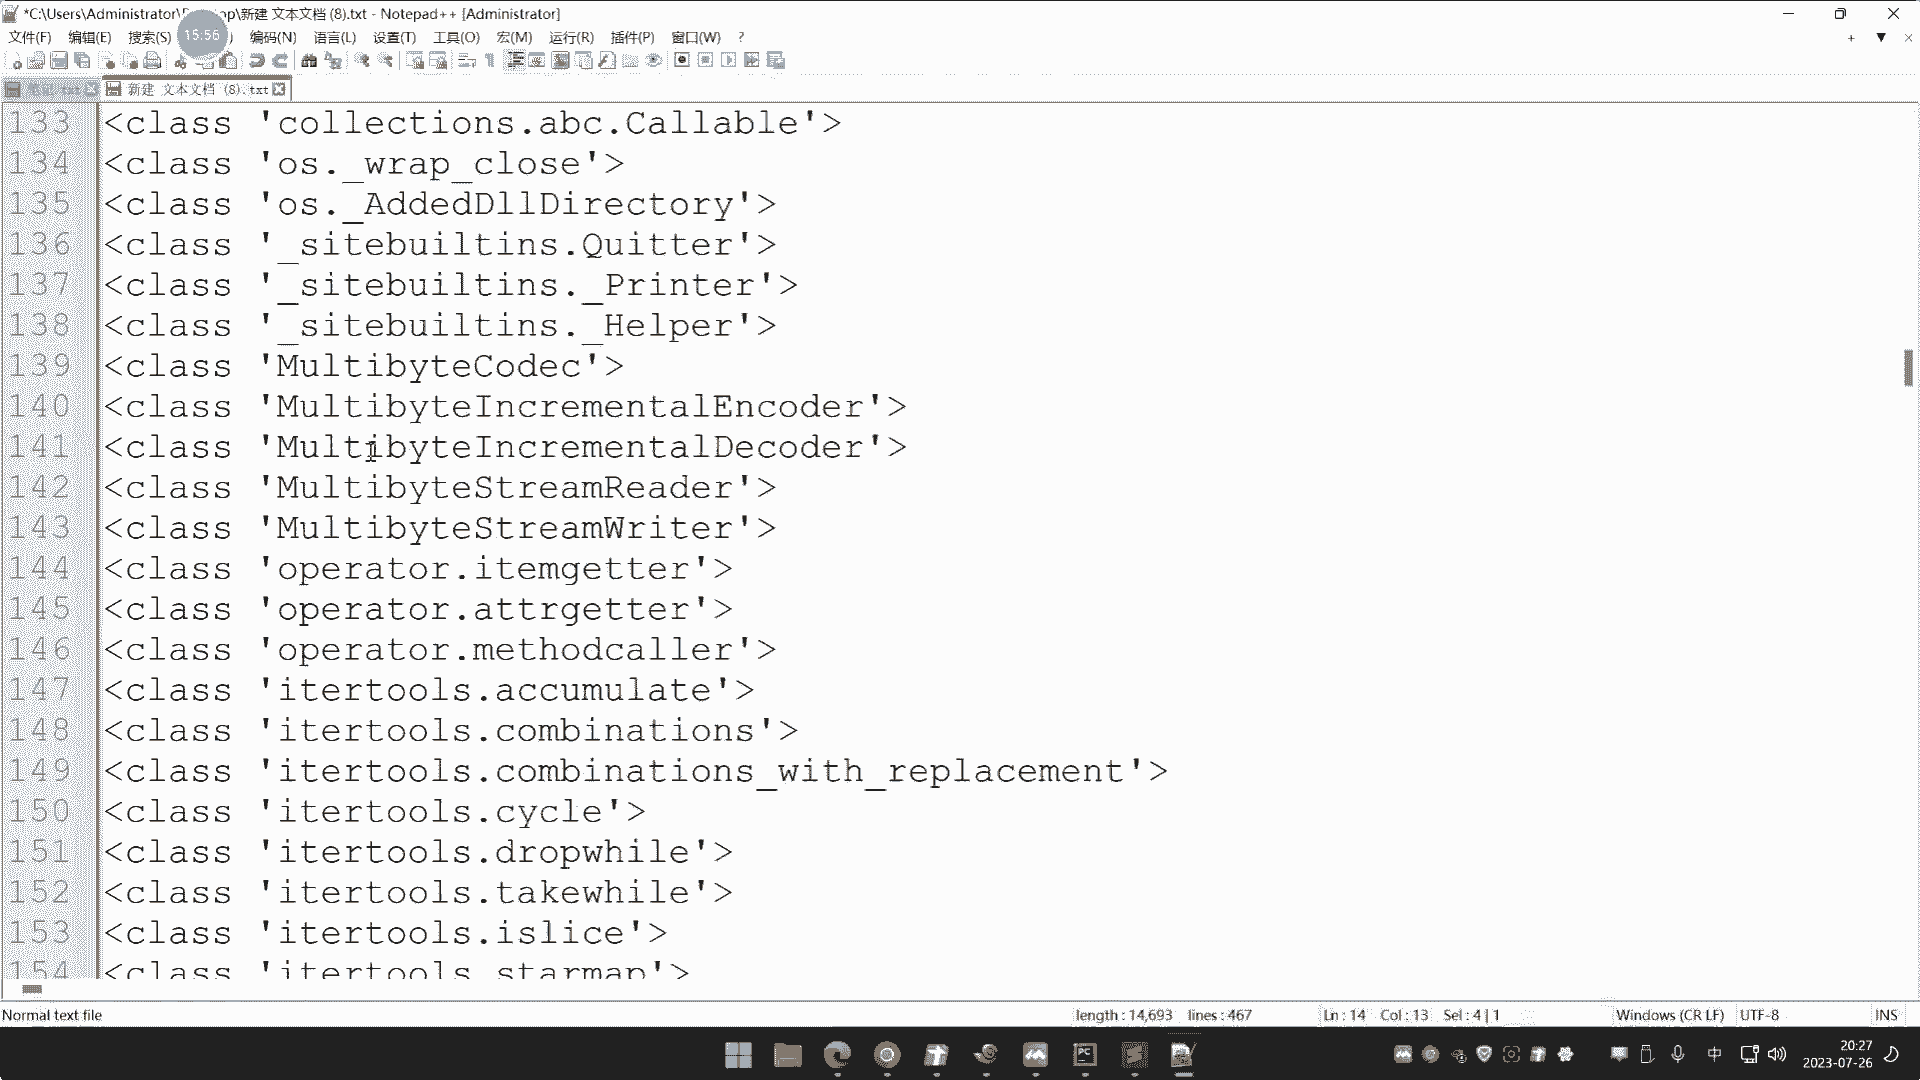 *C:\Users\Administrator\Desktop\新建 文本文档 (8).txt - Notepad++ [Administrator]
文件(F) 编辑(E) 搜索(S) 15:56 编码(N) 语言(L) 设置(T) 工具(O) 宏(M) 运行(R) 插件(P) 窗口(W) ?
新建 文本文档 (8).txt
133 <class 'collections.abc.Callable'>
134 <class 'os._wrap_close'>
135 <class 'os._AddedDllDirectory'>
136 <class '_sitebuiltins.Quitter'>
137 <class '_sitebuiltins._Printer'>
138 <class '_sitebuiltins._Helper'>
139 <class 'MultibyteCodec'>
140 <class 'MultibyteIncrementalEncoder'>
141 <class 'MultibyteIncrementalDecoder'>
142 <class 'MultibyteStreamReader'>
143 <class 'MultibyteStreamWriter'>
144 <class 'operator.itemgetter'>
145 <class 'operator.attrgetter'>
146 <class 'operator.methodcaller'>
147 <class 'itertools.accumulate'>
148 <class 'itertools.combinations'>
149 <class 'itertools.combinations_with_replacement'>
150 <class 'itertools.cycle'>
151 <class 'itertools.dropwhile'>
152 <class 'itertools.takewhile'>
153 <class 'itertools.islice'>
154 <class 'itertools.starmap'>
Normal text file length : 14,693 lines : 467 Ln : 14 Col : 13 Sel : 4 | 1 Windows (CR LF) UTF-8 INS
中 20:27
2023-07-26